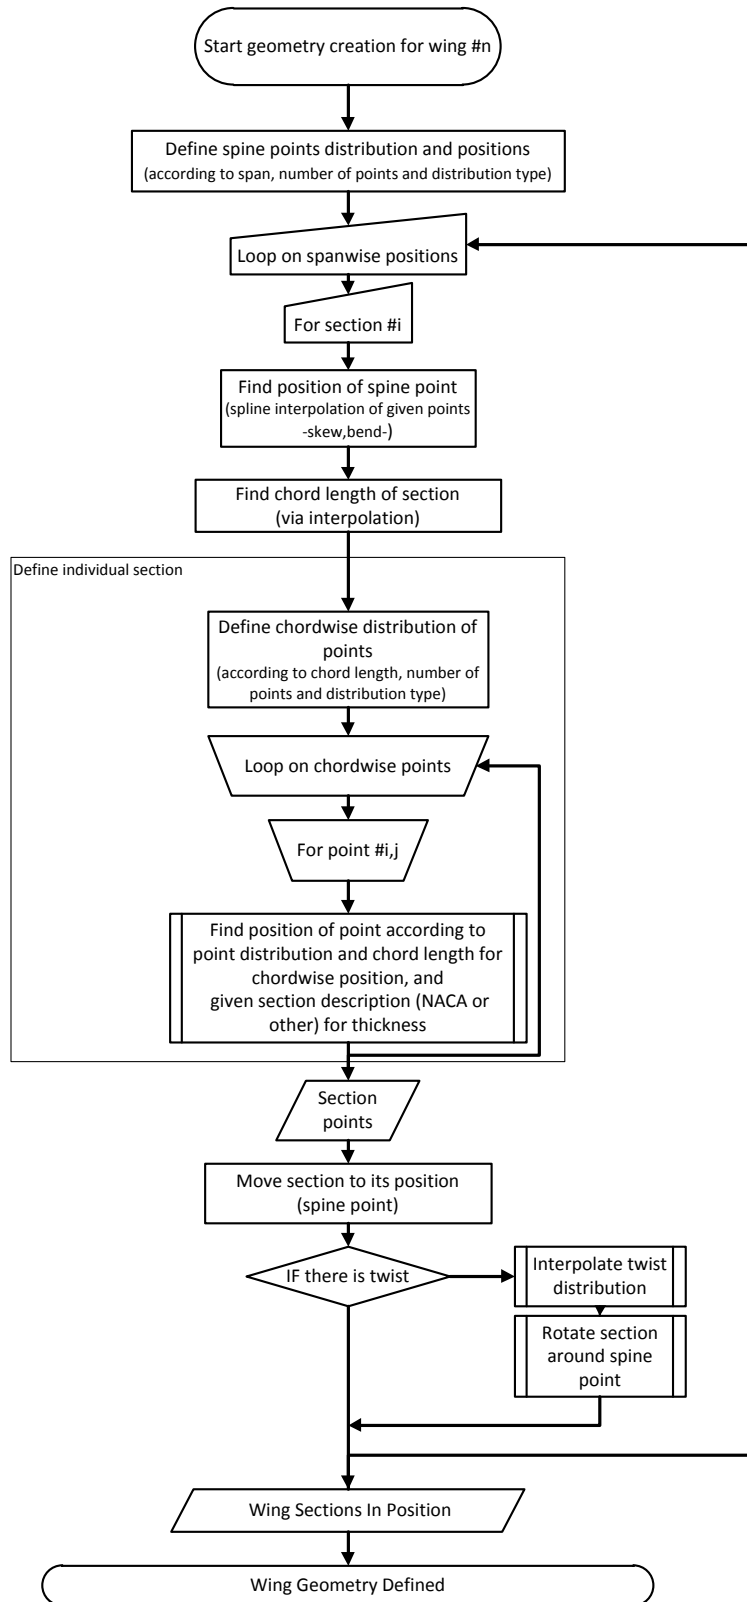 Start geometry creation for wing #n
Define spine points distribution and positions
(according to span, number of points and distribution type)
Loop on spanwise positions
For section #i
Find position of spine point
(spline interpolation of given points
-skew,bend-)
Find chord length of section
(via interpolation)
Define individual section
Define chordwise distribution of
points
(according to chord length, number of
points and distribution type)
Loop on chordwise points
For point #i,j
Find position of point according to
point distribution and chord length for
chordwise position, and
given section description (NACA or
other) for thickness
Section
points
Move section to its position
(spine point)
IF there is twist
Interpolate twist
distribution
Rotate section
around spine
point
Wing Sections In Position
Wing Geometry Defined